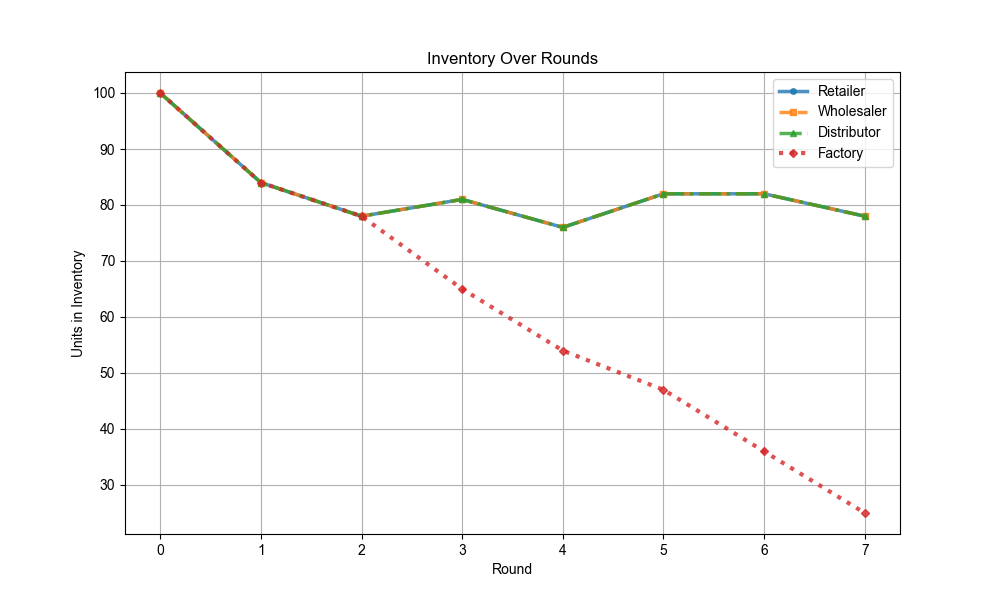 Inventory Over Rounds
Retailer
Wholesaler
Distributor
Factory
Units in Inventory
100
90
80
70
60
50
40
30
0 1 2 3 4 5 6 7
Round